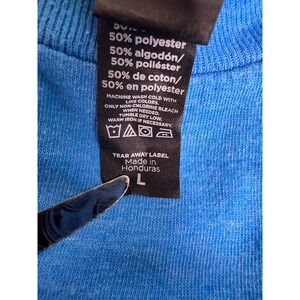 50% polyester
50% algodón/
50% poliéster
50% de coton/
50% en polyester
MACHINE WASH COLD WITH
LIKE COLORS.
ONLY NON-CHLORINE BLEACH
WHEN NEEDED.
TUMBLE DRY LOW.
WARM IRON IF NECESSARY.
TEAR AWAY LABEL
Made in
Honduras
L